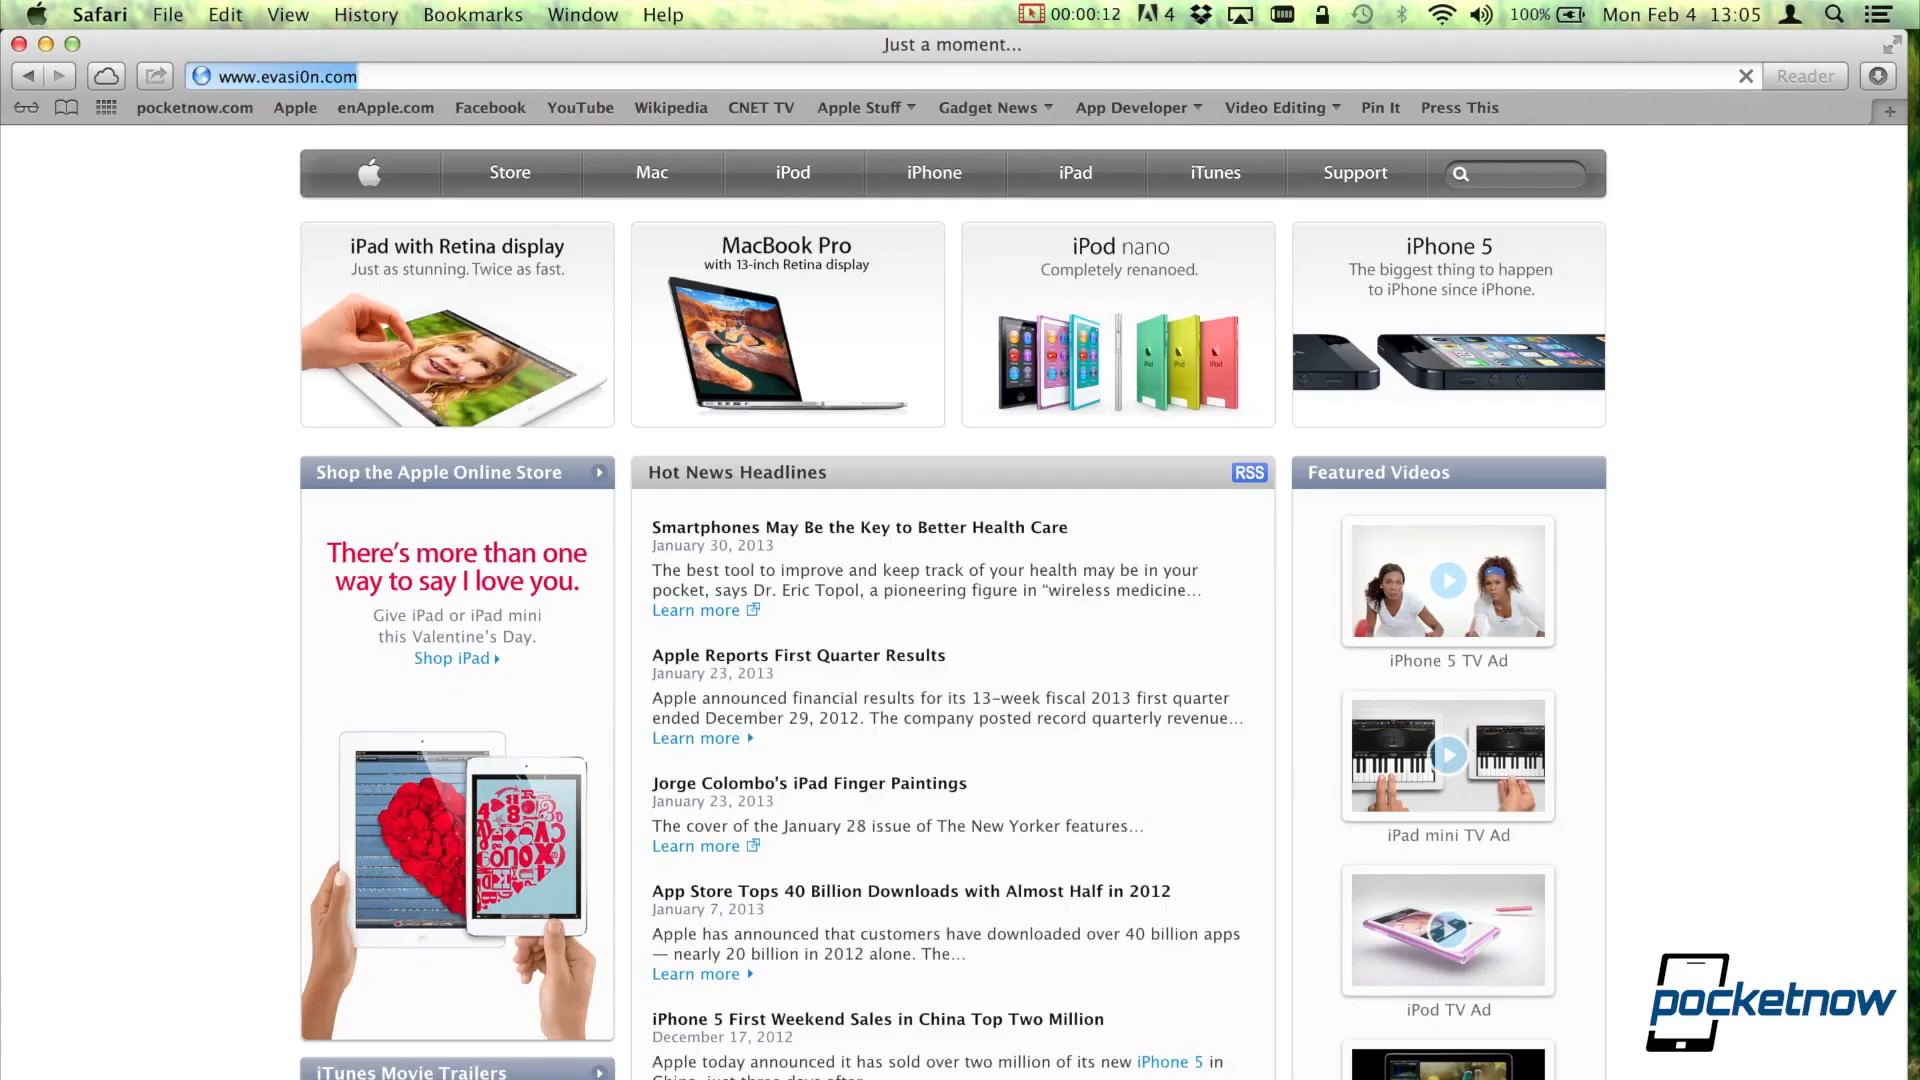 Safari File Edit View History Bookmarks Window Help 00:00:12 4 100% Mon Feb 4 13:05
Just a moment...
www.evasi0n.com Reader
pocketnow.com Apple enApple.com Facebook YouTube Wikipedia CNET TV Apple Stuff Gadget News App Developer Video Editing Pin It Press This
Store Mac iPod iPhone iPad iTunes Support
iPad with Retina display
Just as stunning. Twice as fast.
MacBook Pro
with 13-inch Retina display
iPod nano
Completely renanoed.
iPhone 5
The biggest thing to happen
to iPhone since iPhone.
Shop the Apple Online Store
There's more than one
way to say I love you.
Give iPad or iPad mini
this Valentine's Day.
Shop iPad
iTunes Movie Trailers
Hot News Headlines RSS
Smartphones May Be the Key to Better Health Care
January 30, 2013
The best tool to improve and keep track of your health may be in your
pocket, says Dr. Eric Topol, a pioneering figure in “wireless medicine…
Learn more
Apple Reports First Quarter Results
January 23, 2013
Apple announced financial results for its 13-week fiscal 2013 first quarter
ended December 29, 2012. The company posted record quarterly revenue…
Learn more
Jorge Colombo’s iPad Finger Paintings
January 23, 2013
The cover of the January 28 issue of The New Yorker features…
Learn more
App Store Tops 40 Billion Downloads with Almost Half in 2012
January 7, 2013
Apple has announced that customers have downloaded over 40 billion apps
— nearly 20 billion in 2012 alone. The…
Learn more
iPhone 5 First Weekend Sales in China Top Two Million
December 17, 2012
Apple today announced it has sold over two million of its new iPhone 5 in
China, just three days after
Featured Videos
iPhone 5 TV Ad
iPad mini TV Ad
iPod TV Ad
pocketnow